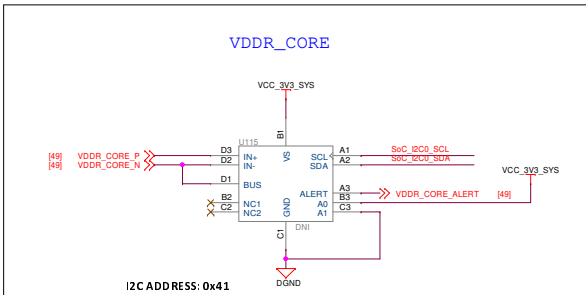 VDDR_CORE
VCC_3V3_SYS
U115
B1
VS
[49] VDDR_CORE_P D3 IN+ SCL A1 SoC_I2C0_SCL
[49] VDDR_CORE_N D2 IN- SDA A2 SoC_I2C0_SDA
VCC_3V3_SYS
D1 BUS
ALERT A3 VDDR_CORE_ALERT [49]
B2 NC1 A0 B3
C2 NC2 A1 C3
GND
DNI
C1
DGND
I2C ADDRESS: 0x41